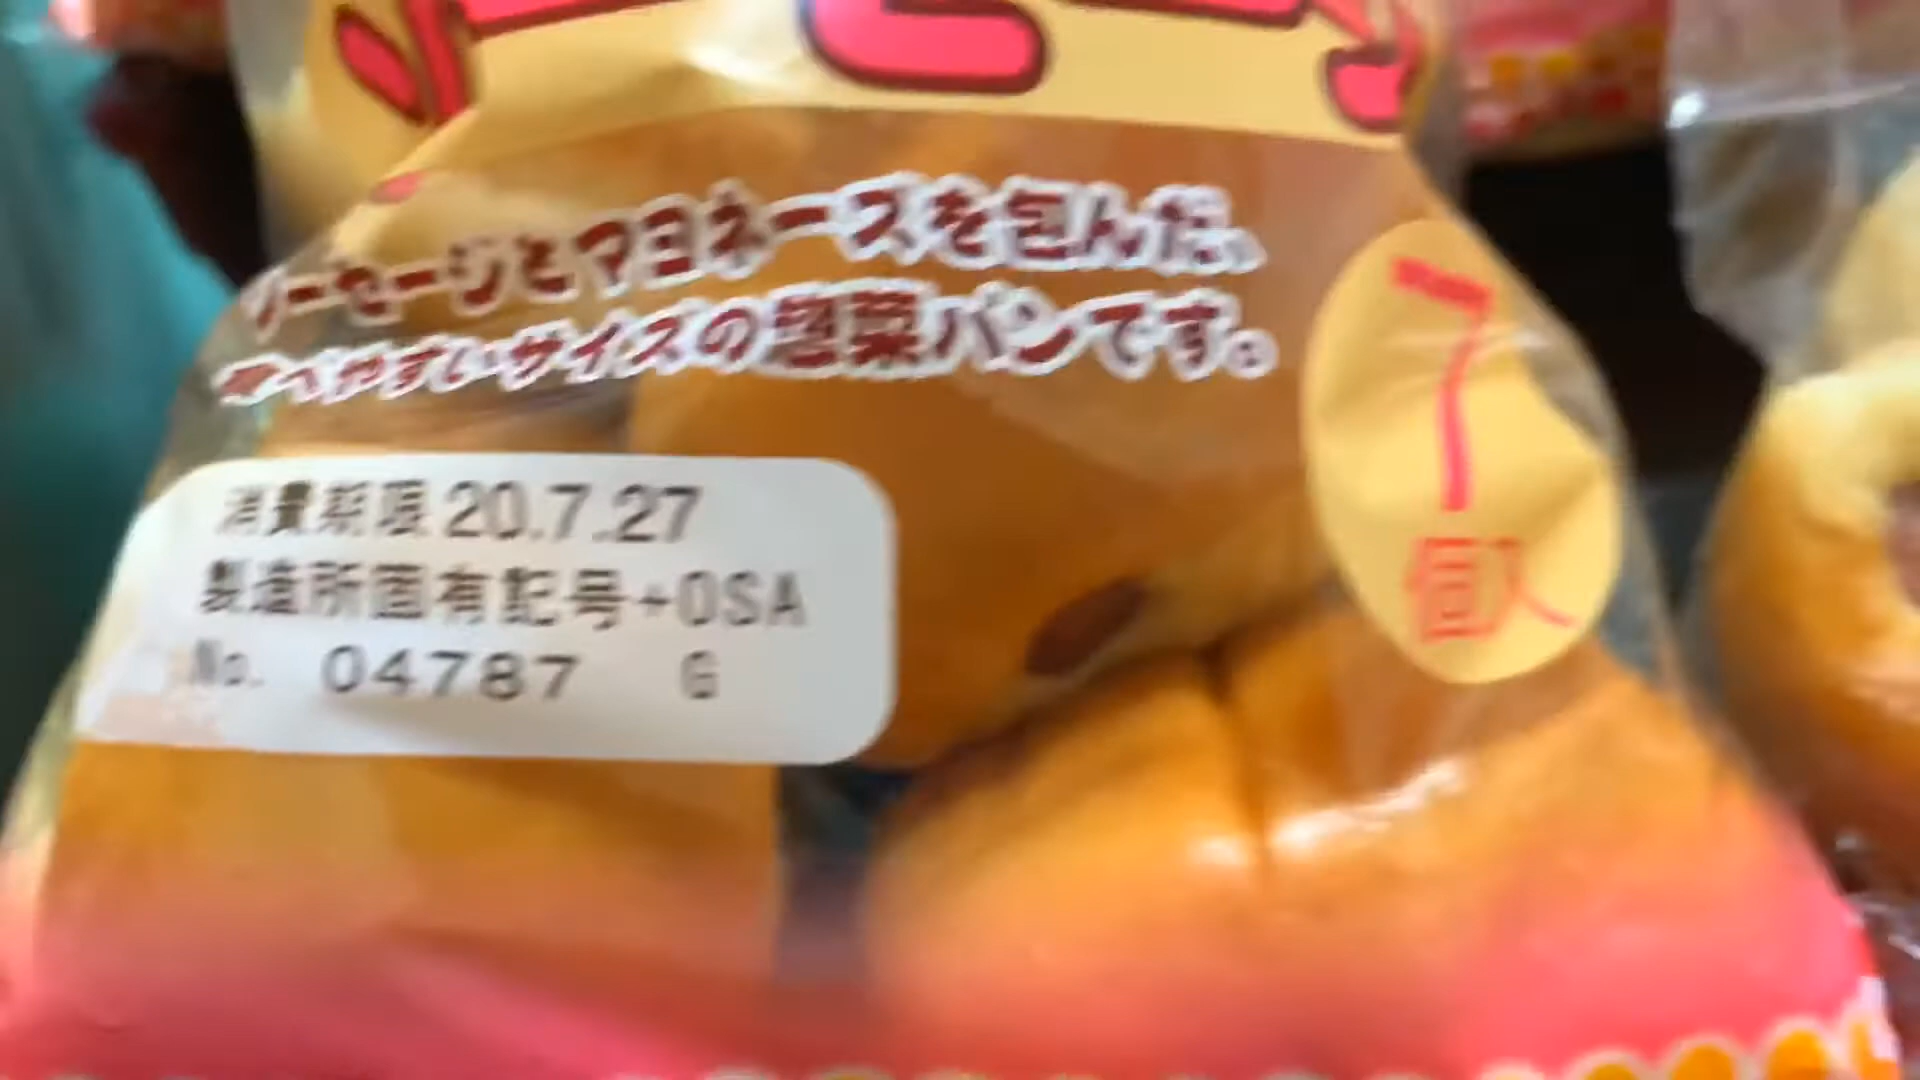 ソーセージとマヨネーズを包んだ、
食べやすいサイズの惣菜パンです。
7
個入
消費期限 20.7.27
製造所固有記号+OSA
No. 04787 G